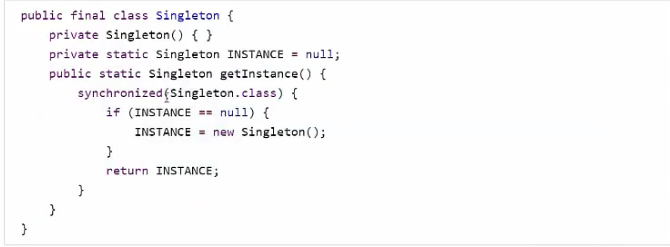 public final class Singleton {
    private Singleton() { }
    private static Singleton INSTANCE = null;
    public static Singleton getInstance() {
        synchronized(Singleton.class) {
            if (INSTANCE == null) {
                INSTANCE = new Singleton();
            }
            return INSTANCE;
        }
    }
}